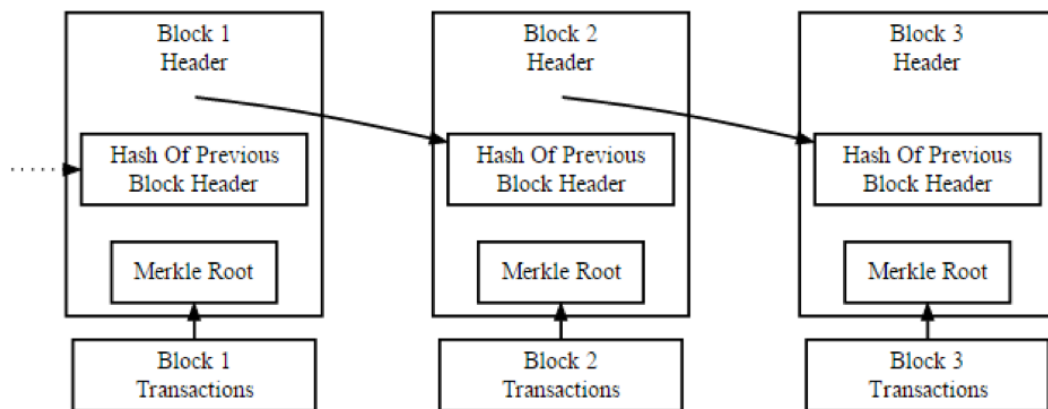 Block 1
Header
Hash Of Previous
Block Header
Merkle Root
Block 1
Transactions
Block 2
Header
Hash Of Previous
Block Header
Merkle Root
Block 2
Transactions
Block 3
Header
Hash Of Previous
Block Header
Merkle Root
Block 3
Transactions